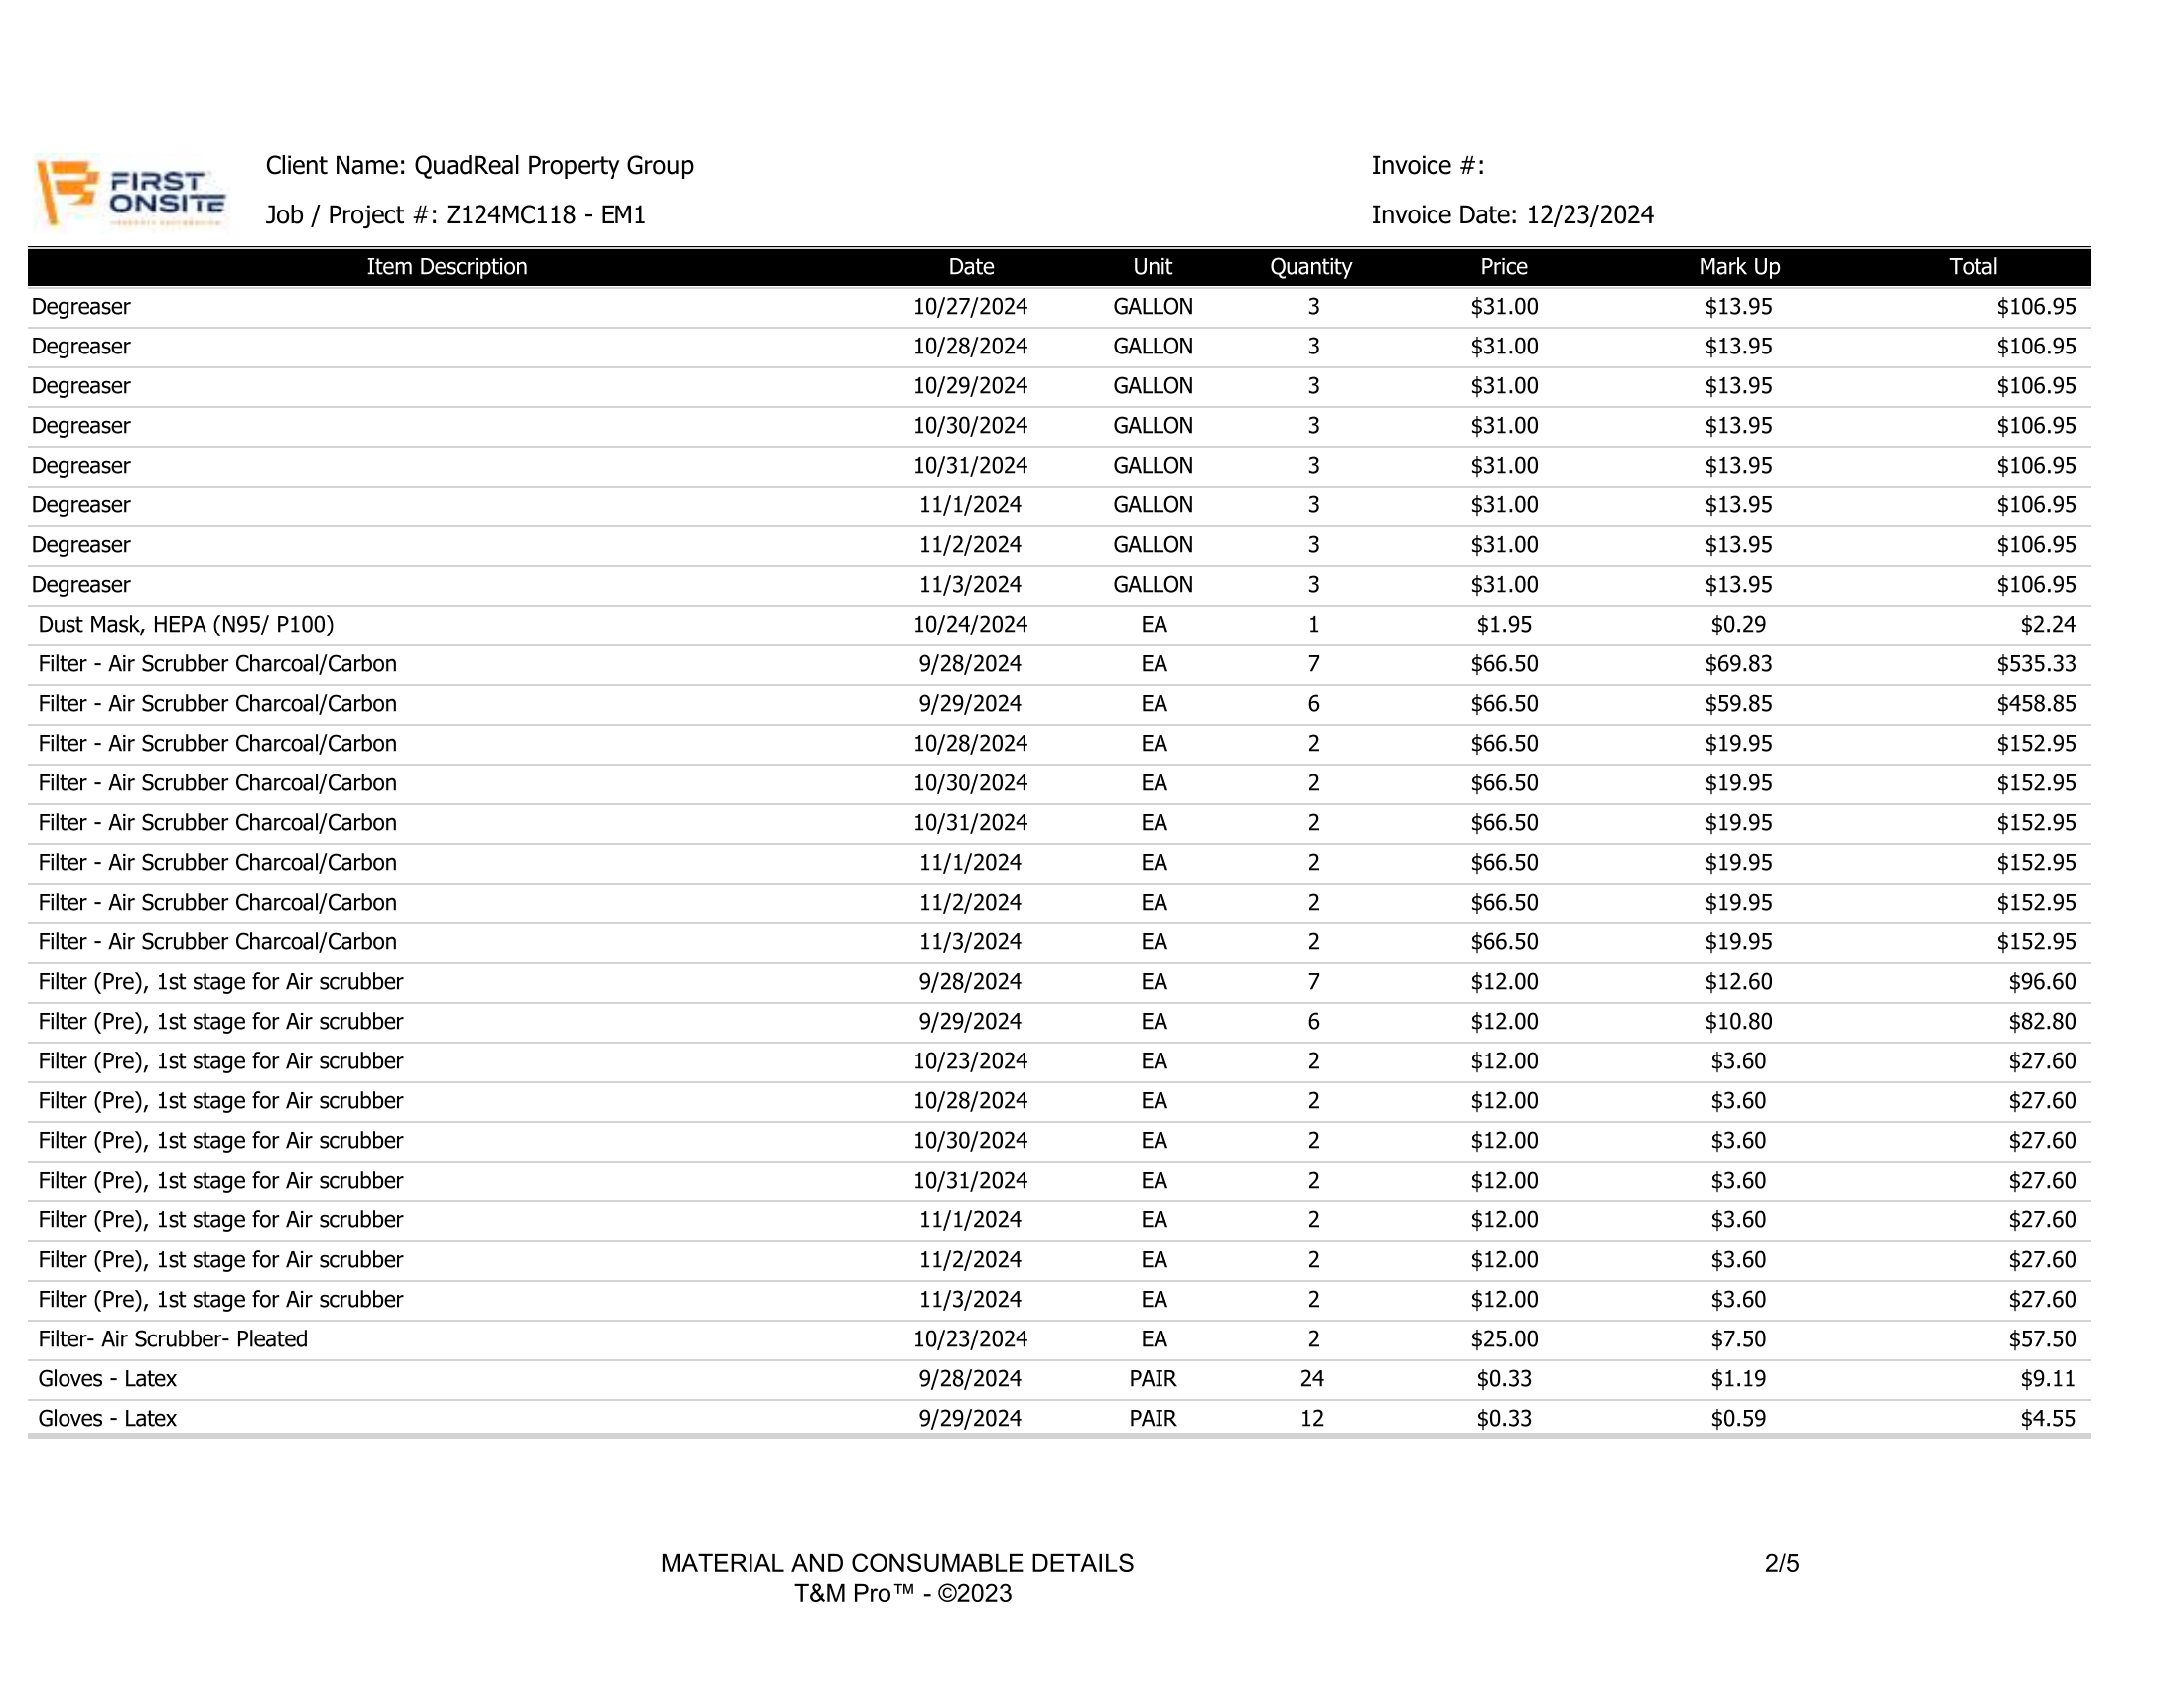 FIRST
ONSITE
Client Name: QuadReal Property Group
Invoice #:
Job / Project #: Z124MC118 - EM1
Invoice Date: 12/23/2024
Item Description Date Unit Quantity Price Mark Up Total
Degreaser 10/27/2024 GALLON 3 $31.00 $13.95 $106.95
Degreaser 10/28/2024 GALLON 3 $31.00 $13.95 $106.95
Degreaser 10/29/2024 GALLON 3 $31.00 $13.95 $106.95
Degreaser 10/30/2024 GALLON 3 $31.00 $13.95 $106.95
Degreaser 10/31/2024 GALLON 3 $31.00 $13.95 $106.95
Degreaser 11/1/2024 GALLON 3 $31.00 $13.95 $106.95
Degreaser 11/2/2024 GALLON 3 $31.00 $13.95 $106.95
Degreaser 11/3/2024 GALLON 3 $31.00 $13.95 $106.95
Dust Mask, HEPA (N95/ P100) 10/24/2024 EA 1 $1.95 $0.29 $2.24
Filter - Air Scrubber Charcoal/Carbon 9/28/2024 EA 7 $66.50 $69.83 $535.33
Filter - Air Scrubber Charcoal/Carbon 9/29/2024 EA 6 $66.50 $59.85 $458.85
Filter - Air Scrubber Charcoal/Carbon 10/28/2024 EA 2 $66.50 $19.95 $152.95
Filter - Air Scrubber Charcoal/Carbon 10/30/2024 EA 2 $66.50 $19.95 $152.95
Filter - Air Scrubber Charcoal/Carbon 10/31/2024 EA 2 $66.50 $19.95 $152.95
Filter - Air Scrubber Charcoal/Carbon 11/1/2024 EA 2 $66.50 $19.95 $152.95
Filter - Air Scrubber Charcoal/Carbon 11/2/2024 EA 2 $66.50 $19.95 $152.95
Filter - Air Scrubber Charcoal/Carbon 11/3/2024 EA 2 $66.50 $19.95 $152.95
Filter (Pre), 1st stage for Air scrubber 9/28/2024 EA 7 $12.00 $12.60 $96.60
Filter (Pre), 1st stage for Air scrubber 9/29/2024 EA 6 $12.00 $10.80 $82.80
Filter (Pre), 1st stage for Air scrubber 10/23/2024 EA 2 $12.00 $3.60 $27.60
Filter (Pre), 1st stage for Air scrubber 10/28/2024 EA 2 $12.00 $3.60 $27.60
Filter (Pre), 1st stage for Air scrubber 10/30/2024 EA 2 $12.00 $3.60 $27.60
Filter (Pre), 1st stage for Air scrubber 10/31/2024 EA 2 $12.00 $3.60 $27.60
Filter (Pre), 1st stage for Air scrubber 11/1/2024 EA 2 $12.00 $3.60 $27.60
Filter (Pre), 1st stage for Air scrubber 11/2/2024 EA 2 $12.00 $3.60 $27.60
Filter (Pre), 1st stage for Air scrubber 11/3/2024 EA 2 $12.00 $3.60 $27.60
Filter- Air Scrubber- Pleated 10/23/2024 EA 2 $25.00 $7.50 $57.50
Gloves - Latex 9/28/2024 PAIR 24 $0.33 $1.19 $9.11
Gloves - Latex 9/29/2024 PAIR 12 $0.33 $0.59 $4.55
MATERIAL AND CONSUMABLE DETAILS 2/5
T&M Pro™ - ©2023